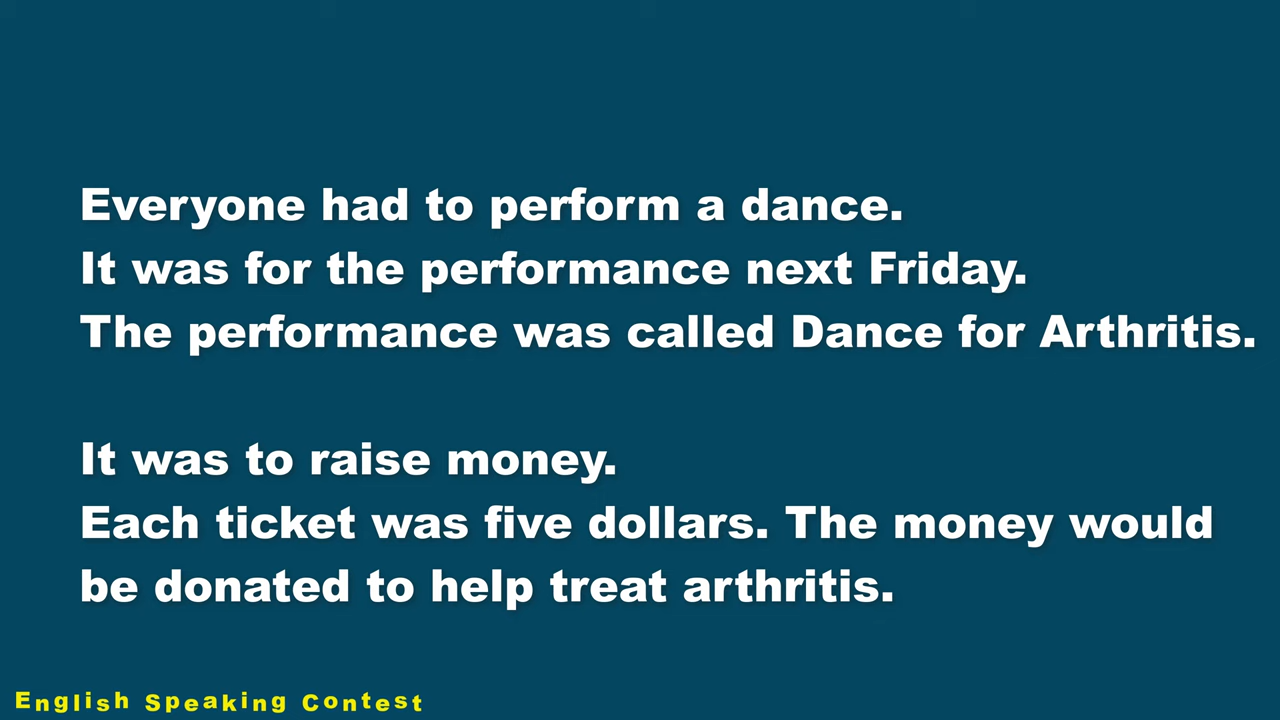 Everyone had to perform a dance.
It was for the performance next Friday.
The performance was called Dance for Arthritis.
It was to raise money.
Each ticket was five dollars. The money would
be donated to help treat arthritis.
English Speaking Contest